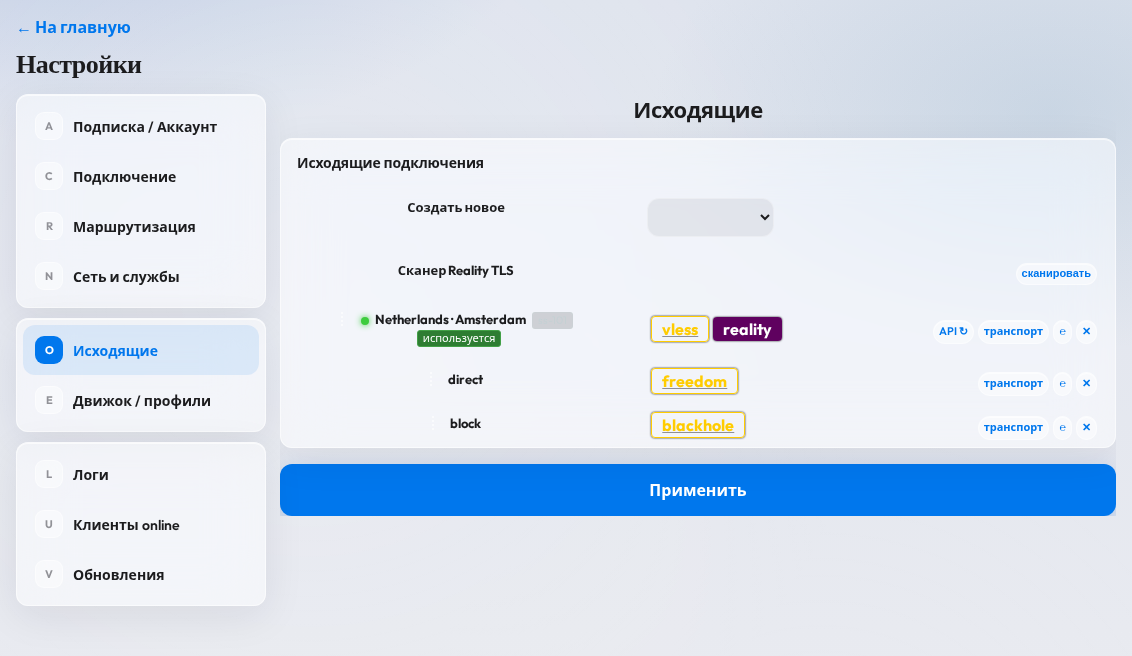 ← На главную
Настройки
A Подписка / Аккаунт
C Подключение
R Маршрутизация
N Сеть и службы
O Исходящие
E Движок / профили
L Логи
U Клиенты online
V Обновления
Исходящие
Исходящие подключения
Создать новое
Сканер Reality TLS сканировать
Netherlands · Amsterdam vless reality API ↻ транспорт e ✕
используется
direct freedom транспорт e ✕
block blackhole транспорт e ✕
Применить